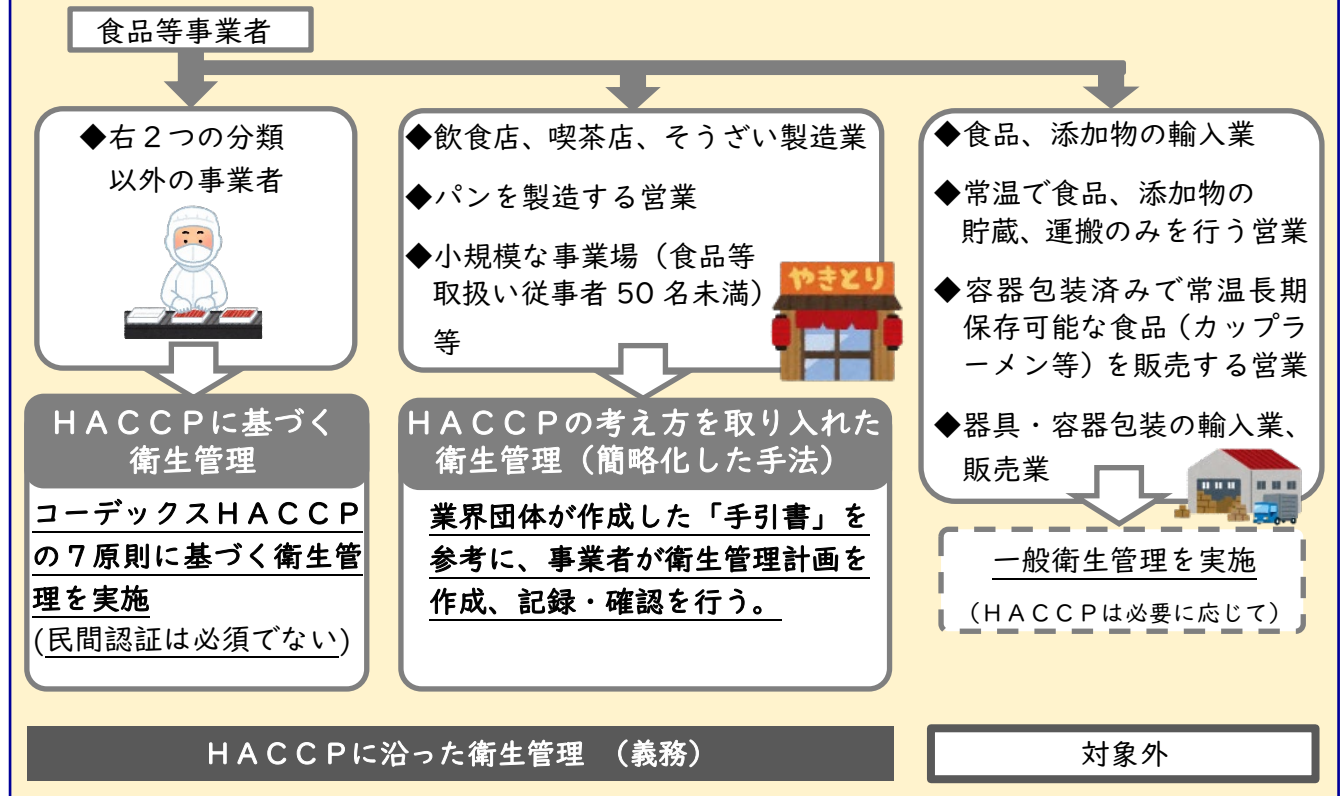 食品等事業者
◆右２つの分類
以外の事業者
◆飲食店、喫茶店、そうざい製造業
◆パンを製造する営業
◆小規模な事業場（食品等
取扱い従事者 50 名未満）
等
やきとり
◆食品、添加物の輸入業
◆常温で食品、添加物の
貯蔵、運搬のみを行う営業
◆容器包装済みで常温長期
保存可能な食品（カップラ
ーメン等）を販売する営業
◆器具・容器包装の輸入業、
販売業
ＨＡＣＣＰに基づく
衛生管理
コーデックスＨＡＣＣＰ
の７原則に基づく衛生管
理を実施
(民間認証は必須でない)
ＨＡＣＣＰの考え方を取り入れた
衛生管理（簡略化した手法）
業界団体が作成した「手引書」を
参考に、事業者が衛生管理計画を
作成、記録・確認を行う。
一般衛生管理を実施
（ＨＡＣＣＰは必要に応じて）
ＨＡＣＣＰに沿った衛生管理　（義務）
対象外